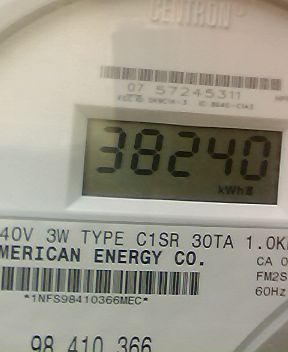 CENTRON®
07 57245311
38240
kWh
40V 3W TYPE C1SR 30TA 1.0K
MERICAN ENERGY CO.
CA 0
FM2S
60Hz
*1NFS98410366MEC*
98 410 366